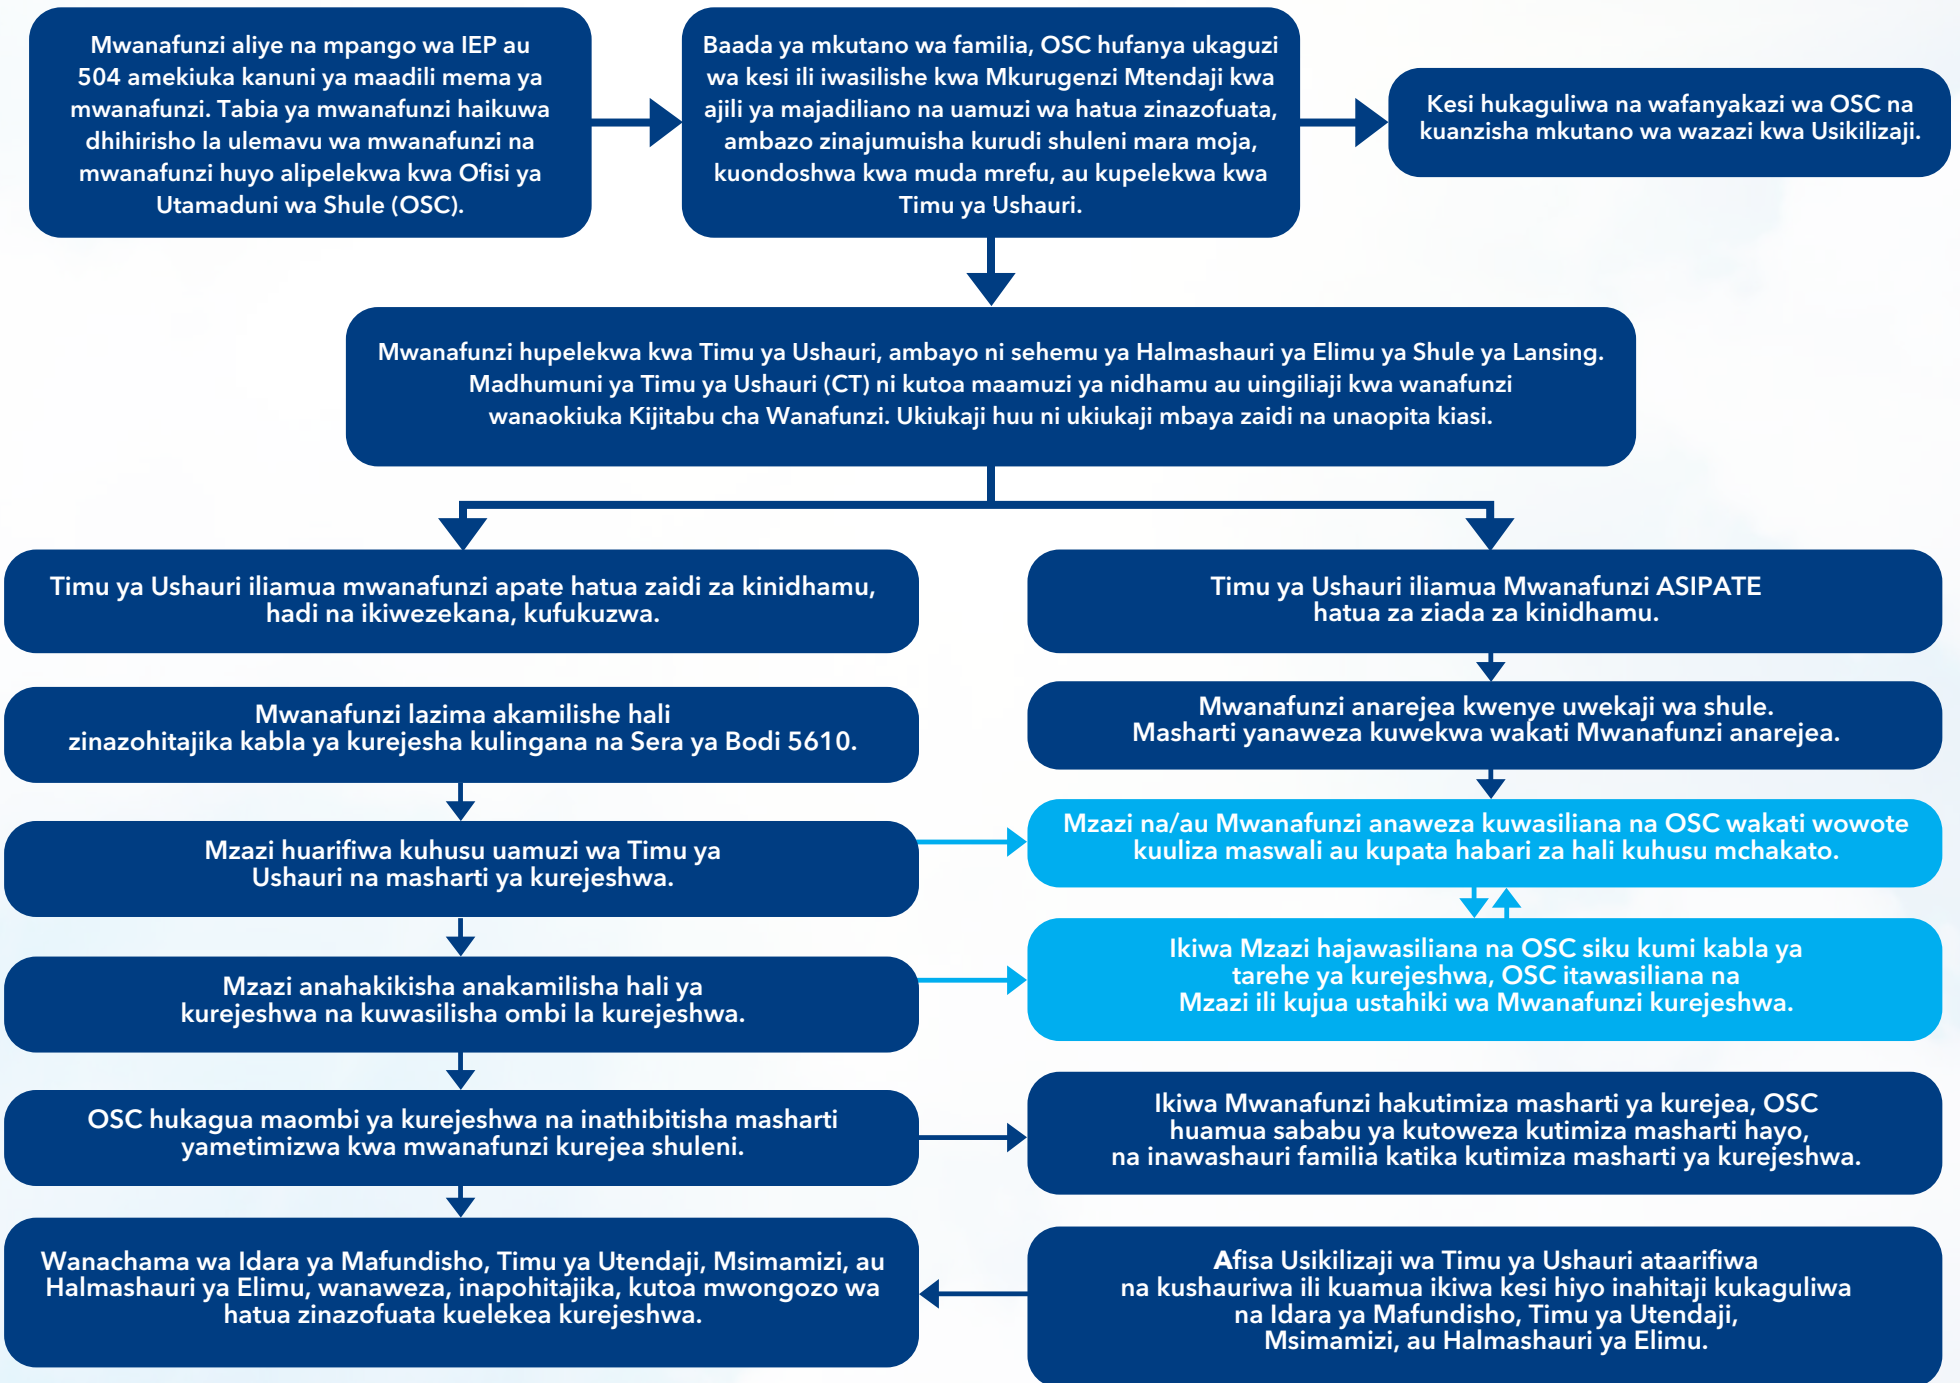 Mwanafunzi aliye na mpango wa IEP au
504 amekiuka kanuni ya maadili mema ya
mwanafunzi. Tabia ya mwanafunzi haikuwa
dhihirisho la ulemavu wa mwanafunzi na
mwanafunzi huyo alipelekwa kwa Ofisi ya
Utamaduni wa Shule (OSC).
Baada ya mkutano wa familia, OSC hufanya ukaguzi
wa kesi ili iwasilishe kwa Mkurugenzi Mtendaji kwa
ajili ya majadiliano na uamuzi wa hatua zinazofuata,
ambazo zinajumuisha kurudi shuleni mara moja,
kuondoshwa kwa muda mrefu, au kupelekwa kwa
Timu ya Ushauri.
Kesi hukaguliwa na wafanyakazi wa OSC na
kuanzisha mkutano wa wazazi kwa Usikilizaji.
Mwanafunzi hupelekwa kwa Timu ya Ushauri, ambayo ni sehemu ya Halmashauri ya Elimu ya Shule ya Lansing.
Madhumuni ya Timu ya Ushauri (CT) ni kutoa maamuzi ya nidhamu au uingiliaji kwa wanafunzi
wanaokiuka Kijitabu cha Wanafunzi. Ukiukaji huu ni ukiukaji mbaya zaidi na unaopita kiasi.
Timu ya Ushauri iliamua mwanafunzi apate hatua zaidi za kinidhamu,
hadi na ikiwezekana, kufukuzwa.
Timu ya Ushauri iliamua Mwanafunzi ASIPATE
hatua za ziada za kinidhamu.
Mwanafunzi lazima akamilishe hali
zinazohitajika kabla ya kurejesha kulingana na Sera ya Bodi 5610.
Mwanafunzi anarejea kwenye uwekaji wa shule.
Masharti yanaweza kuwekwa wakati Mwanafunzi anarejea.
Mzazi huarifiwa kuhusu uamuzi wa Timu ya
Ushauri na masharti ya kurejeshwa.
Mzazi na/au Mwanafunzi anaweza kuwasiliana na OSC wakati wowote
kuuliza maswali au kupata habari za hali kuhusu mchakato.
Mzazi anahakikisha anakamilisha hali ya
kurejeshwa na kuwasilisha ombi la kurejeshwa.
Ikiwa Mzazi hajawasiliana na OSC siku kumi kabla ya
tarehe ya kurejeshwa, OSC itawasiliana na
Mzazi ili kujua ustahiki wa Mwanafunzi kurejeshwa.
OSC hukagua maombi ya kurejeshwa na inathibitisha masharti
yametimizwa kwa mwanafunzi kurejea shuleni.
Ikiwa Mwanafunzi hakutimiza masharti ya kurejea, OSC
huamua sababu ya kutoweza kutimiza masharti hayo,
na inawashauri familia katika kutimiza masharti ya kurejeshwa.
Wanachama wa Idara ya Mafundisho, Timu ya Utendaji, Msimamizi, au
Halmashauri ya Elimu, wanaweza, inapohitajika, kutoa mwongozo wa
hatua zinazofuata kuelekea kurejeshwa.
Afisa Usikilizaji wa Timu ya Ushauri ataarifiwa
na kushauriwa ili kuamua ikiwa kesi hiyo inahitaji kukaguliwa
na Idara ya Mafundisho, Timu ya Utendaji,
Msimamizi, au Halmashauri ya Elimu.